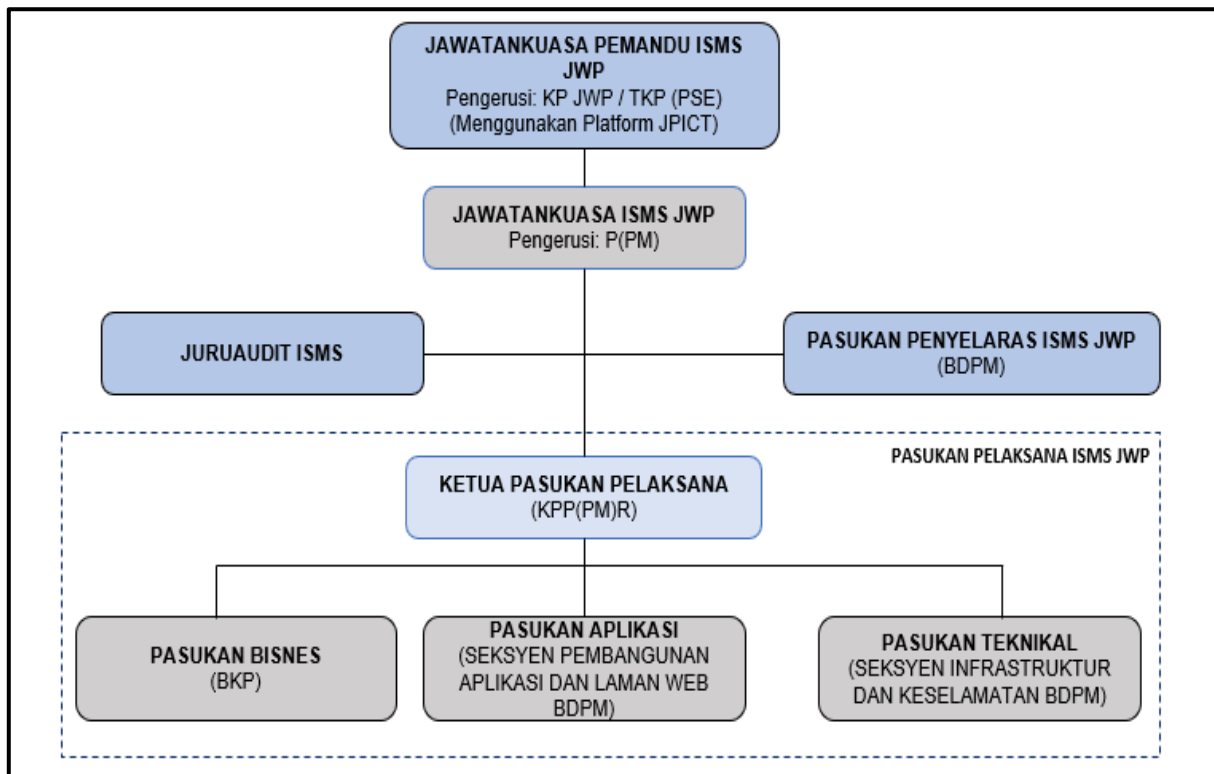 JAWATANKUASA PEMANDU ISMS
JWP
Pengerusi: KP JWP / TKP (PSE)
(Menggunakan Platform JPICT)
JAWATANKUASA ISMS JWP
Pengerusi: P(PM)
JURUAUDIT ISMS
PASUKAN PENYELARAS ISMS JWP
(BDPM)
PASUKAN PELAKSANA ISMS JWP
KETUA PASUKAN PELAKSANA
(KPP(PM)R)
PASUKAN BISNES
(BKP)
PASUKAN APLIKASI
(SEKSYEN PEMBANGUNAN
APLIKASI DAN LAMAN WEB
BDPM)
PASUKAN TEKNIKAL
(SEKSYEN INFRASTRUKTUR
DAN KESELAMATAN BDPM)